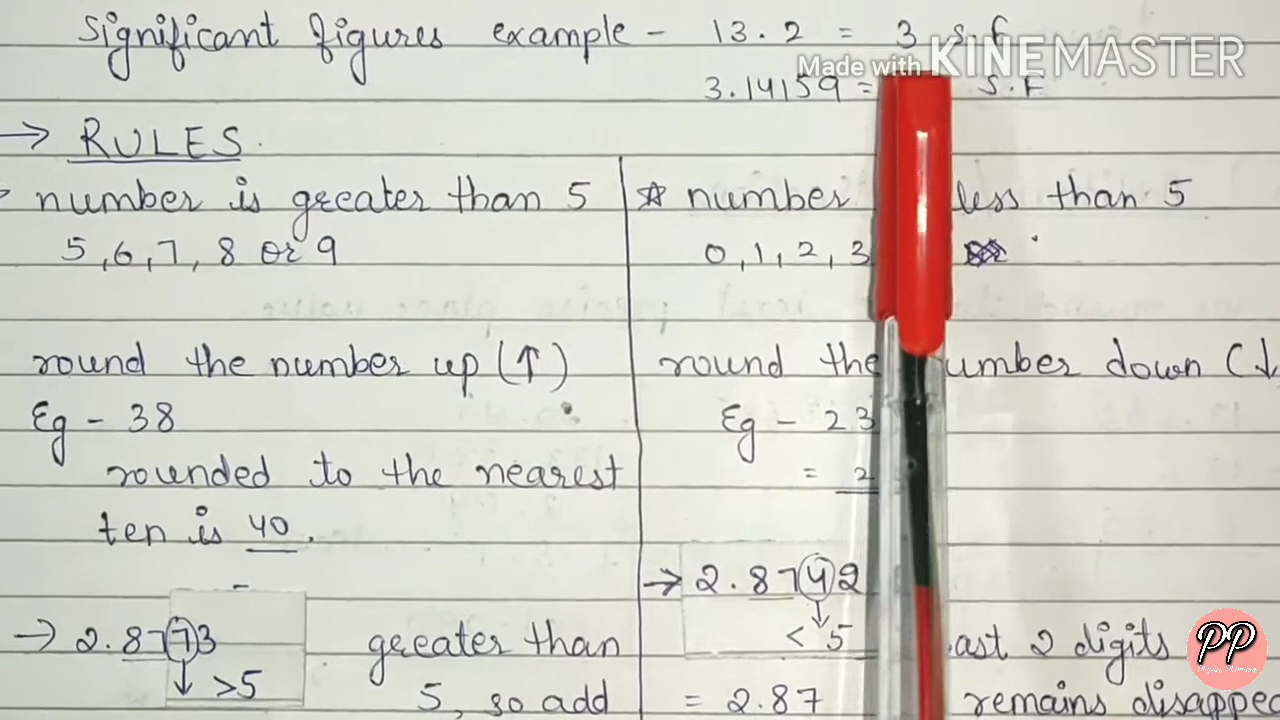 Significant figures example - 13.2 = 3 S.F
Made with KINEMASTER
3.14159 = S.F
→ RULES.
number is greater than 5
5, 6, 7, 8 or 9
round the number up (↑)
Eg - 38
rounded to the nearest
ten is 40.
→ 2.8773
↓ >5
greater than
5, so add
☆ number less than 5
0, 1, 2, 3
round the number down (↓
Eg - 23
= 2
→ 2.8742
< 5
2 digits
= 2.87 remains
PP